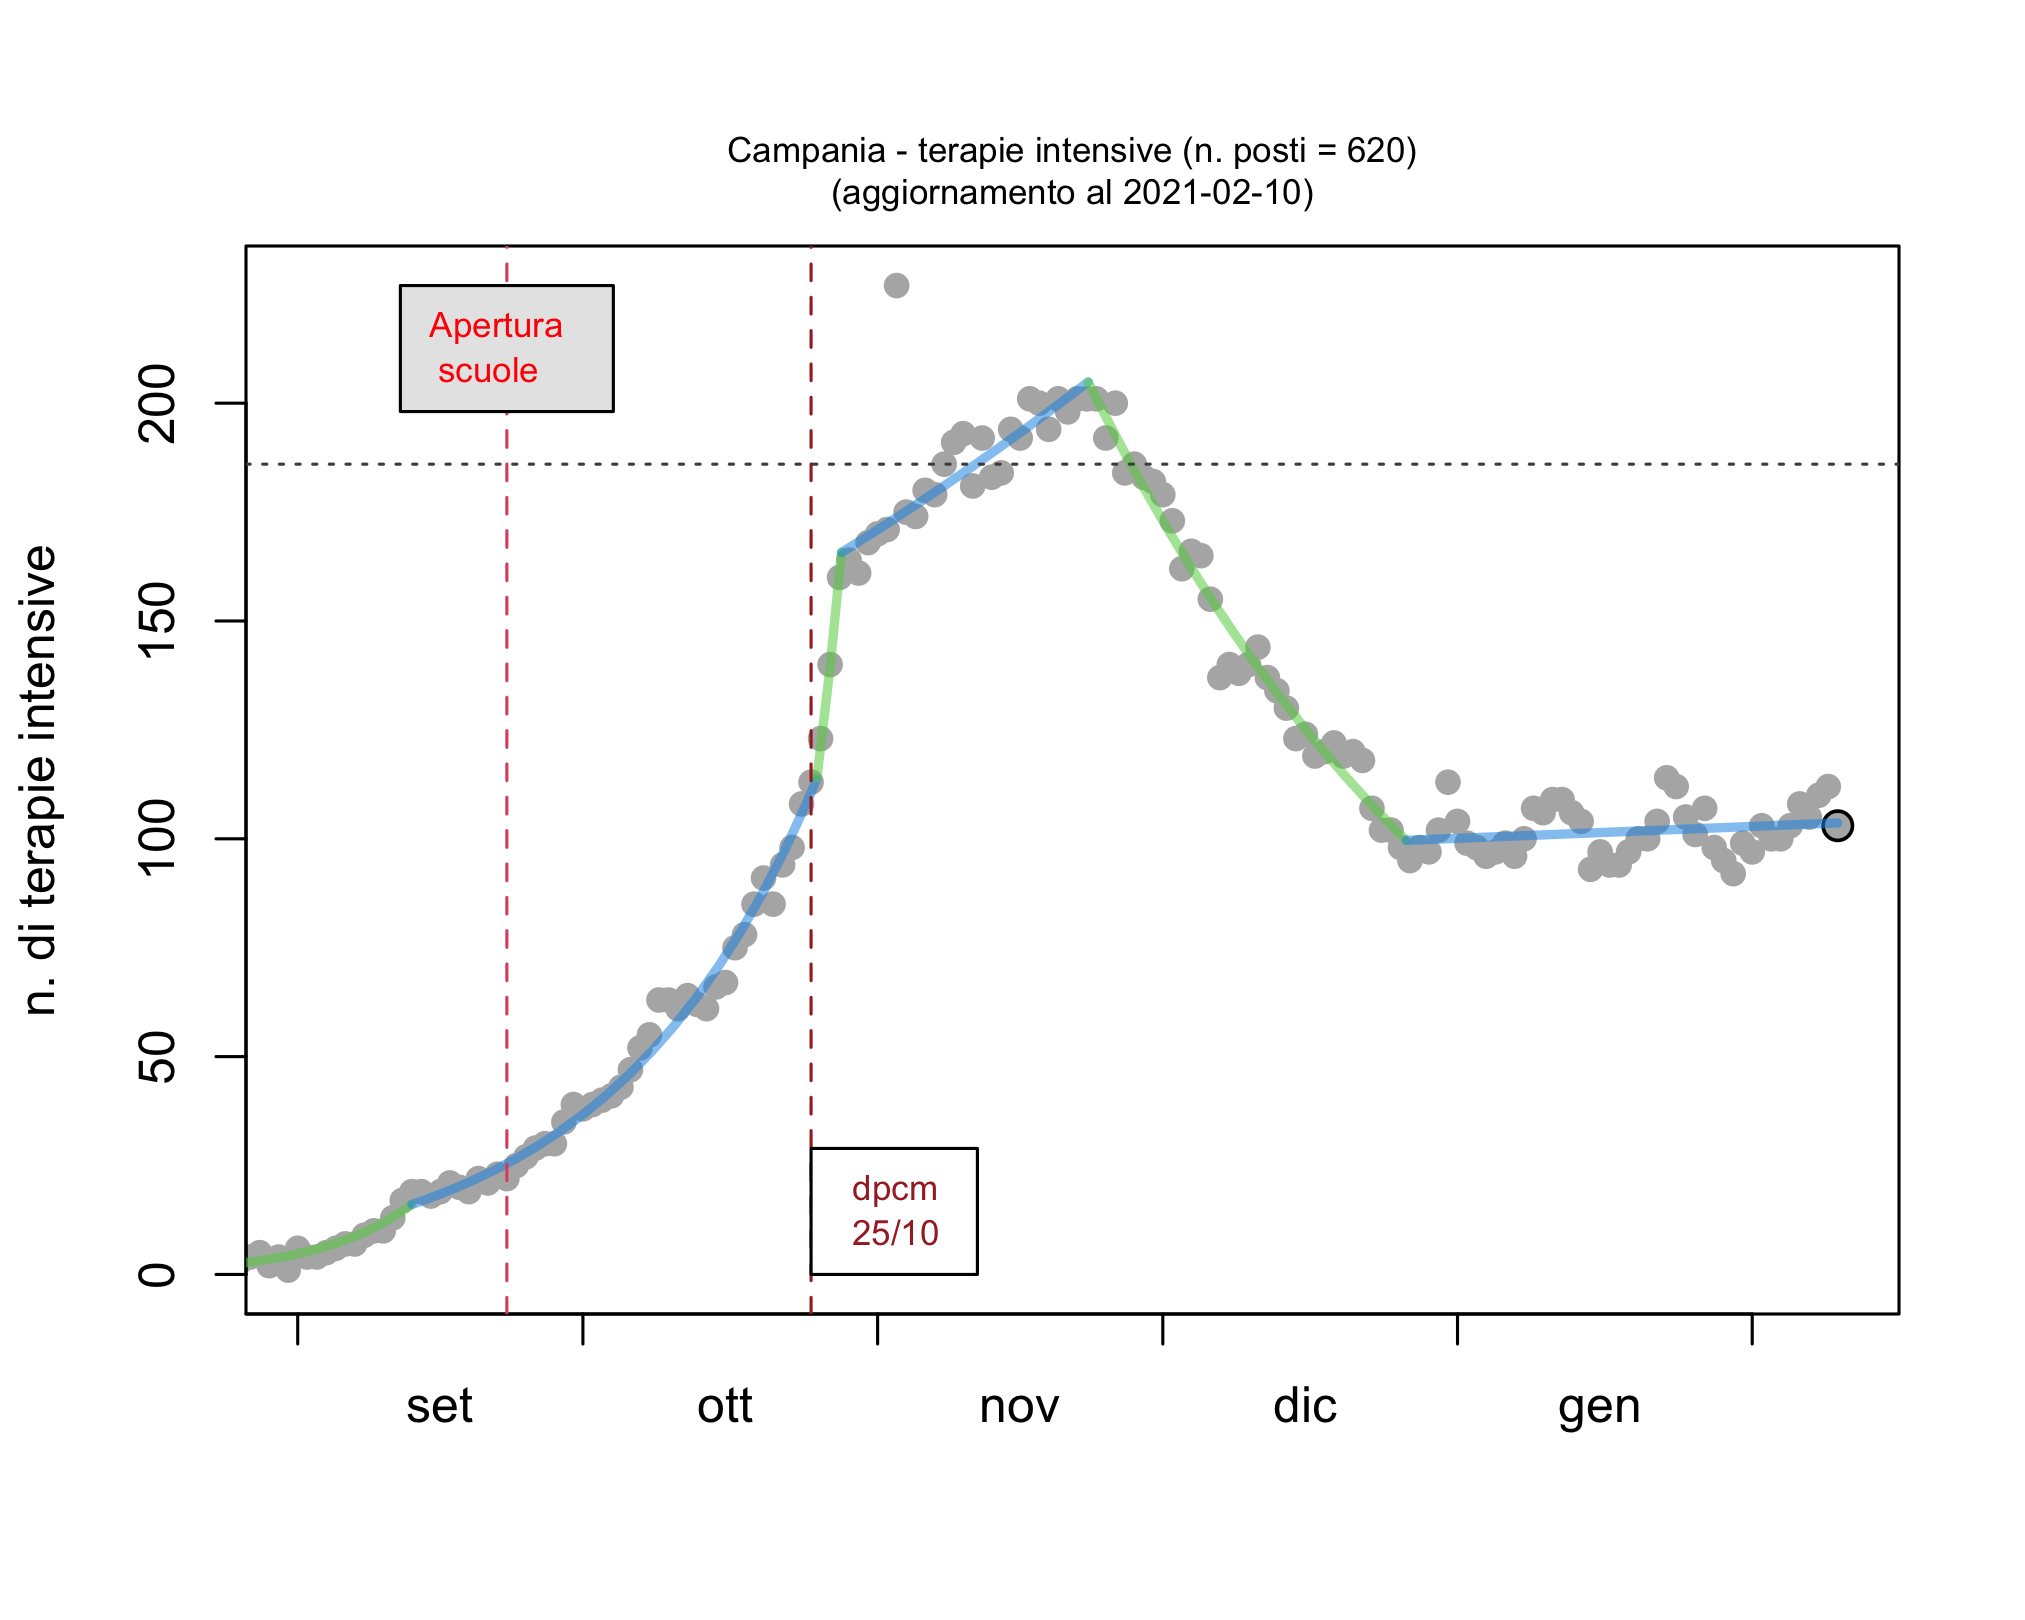 Campania - terapie intensive (n. posti = 620)
(aggiornamento al 2021-02-10)
Apertura
scuole
n. di terapie intensive
200
150
100
50
0
dpcm
25/10
set ott nov dic gen